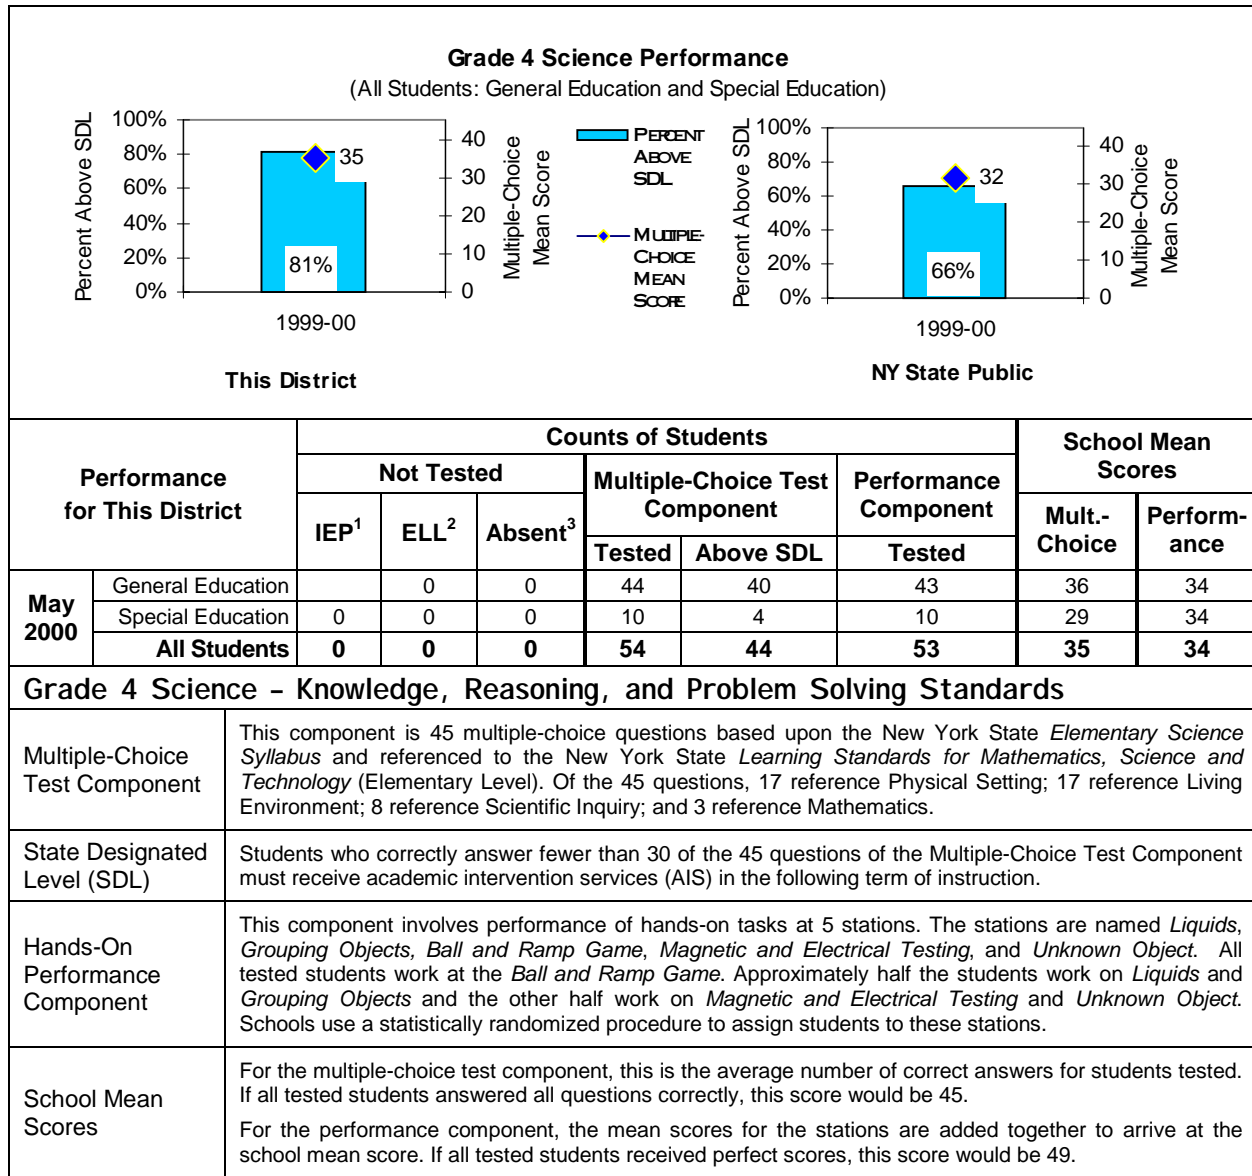 Grade 4 Science Performance
(All Students: General Education and Special Education)
Percent Above SDL
100%
80%
60%
40%
20%
0%
35
81%
40
30
20
10
0
Multiple-Choice
Mean Score
1999-00
This District
PERCENT
ABOVE
SDL
MULTIPLE-
CHOICE
MEAN
SCORE
Percent Above SDL
100%
80%
60%
40%
20%
0%
32
66%
40
30
20
10
0
Multiple-Choice
Mean Score
1999-00
NY State Public
Performance
for This District
Counts of Students
School Mean
Scores
Not Tested
Multiple-Choice Test
Component
Performance
Component
IEP1 ELL2 Absent3
Mult.-
Choice
Perform-
ance
Tested Above SDL Tested
May
2000
General Education 0 0 44 40 43 36 34
Special Education 0 0 0 10 4 10 29 34
All Students 0 0 0 54 44 53 35 34
Grade 4 Science – Knowledge, Reasoning, and Problem Solving Standards
Multiple-Choice
Test Component
This component is 45 multiple-choice questions based upon the New York State Elementary Science
Syllabus and referenced to the New York State Learning Standards for Mathematics, Science and
Technology (Elementary Level). Of the 45 questions, 17 reference Physical Setting; 17 reference Living
Environment; 8 reference Scientific Inquiry; and 3 reference Mathematics.
State Designated
Level (SDL)
Students who correctly answer fewer than 30 of the 45 questions of the Multiple-Choice Test Component
must receive academic intervention services (AIS) in the following term of instruction.
Hands-On
Performance
Component
This component involves performance of hands-on tasks at 5 stations. The stations are named Liquids,
Grouping Objects, Ball and Ramp Game, Magnetic and Electrical Testing, and Unknown Object. All
tested students work at the Ball and Ramp Game. Approximately half the students work on Liquids and
Grouping Objects and the other half work on Magnetic and Electrical Testing and Unknown Object.
Schools use a statistically randomized procedure to assign students to these stations.
School Mean
Scores
For the multiple-choice test component, this is the average number of correct answers for students tested.
If all tested students answered all questions correctly, this score would be 45.
For the performance component, the mean scores for the stations are added together to arrive at the
school mean score. If all tested students received perfect scores, this score would be 49.